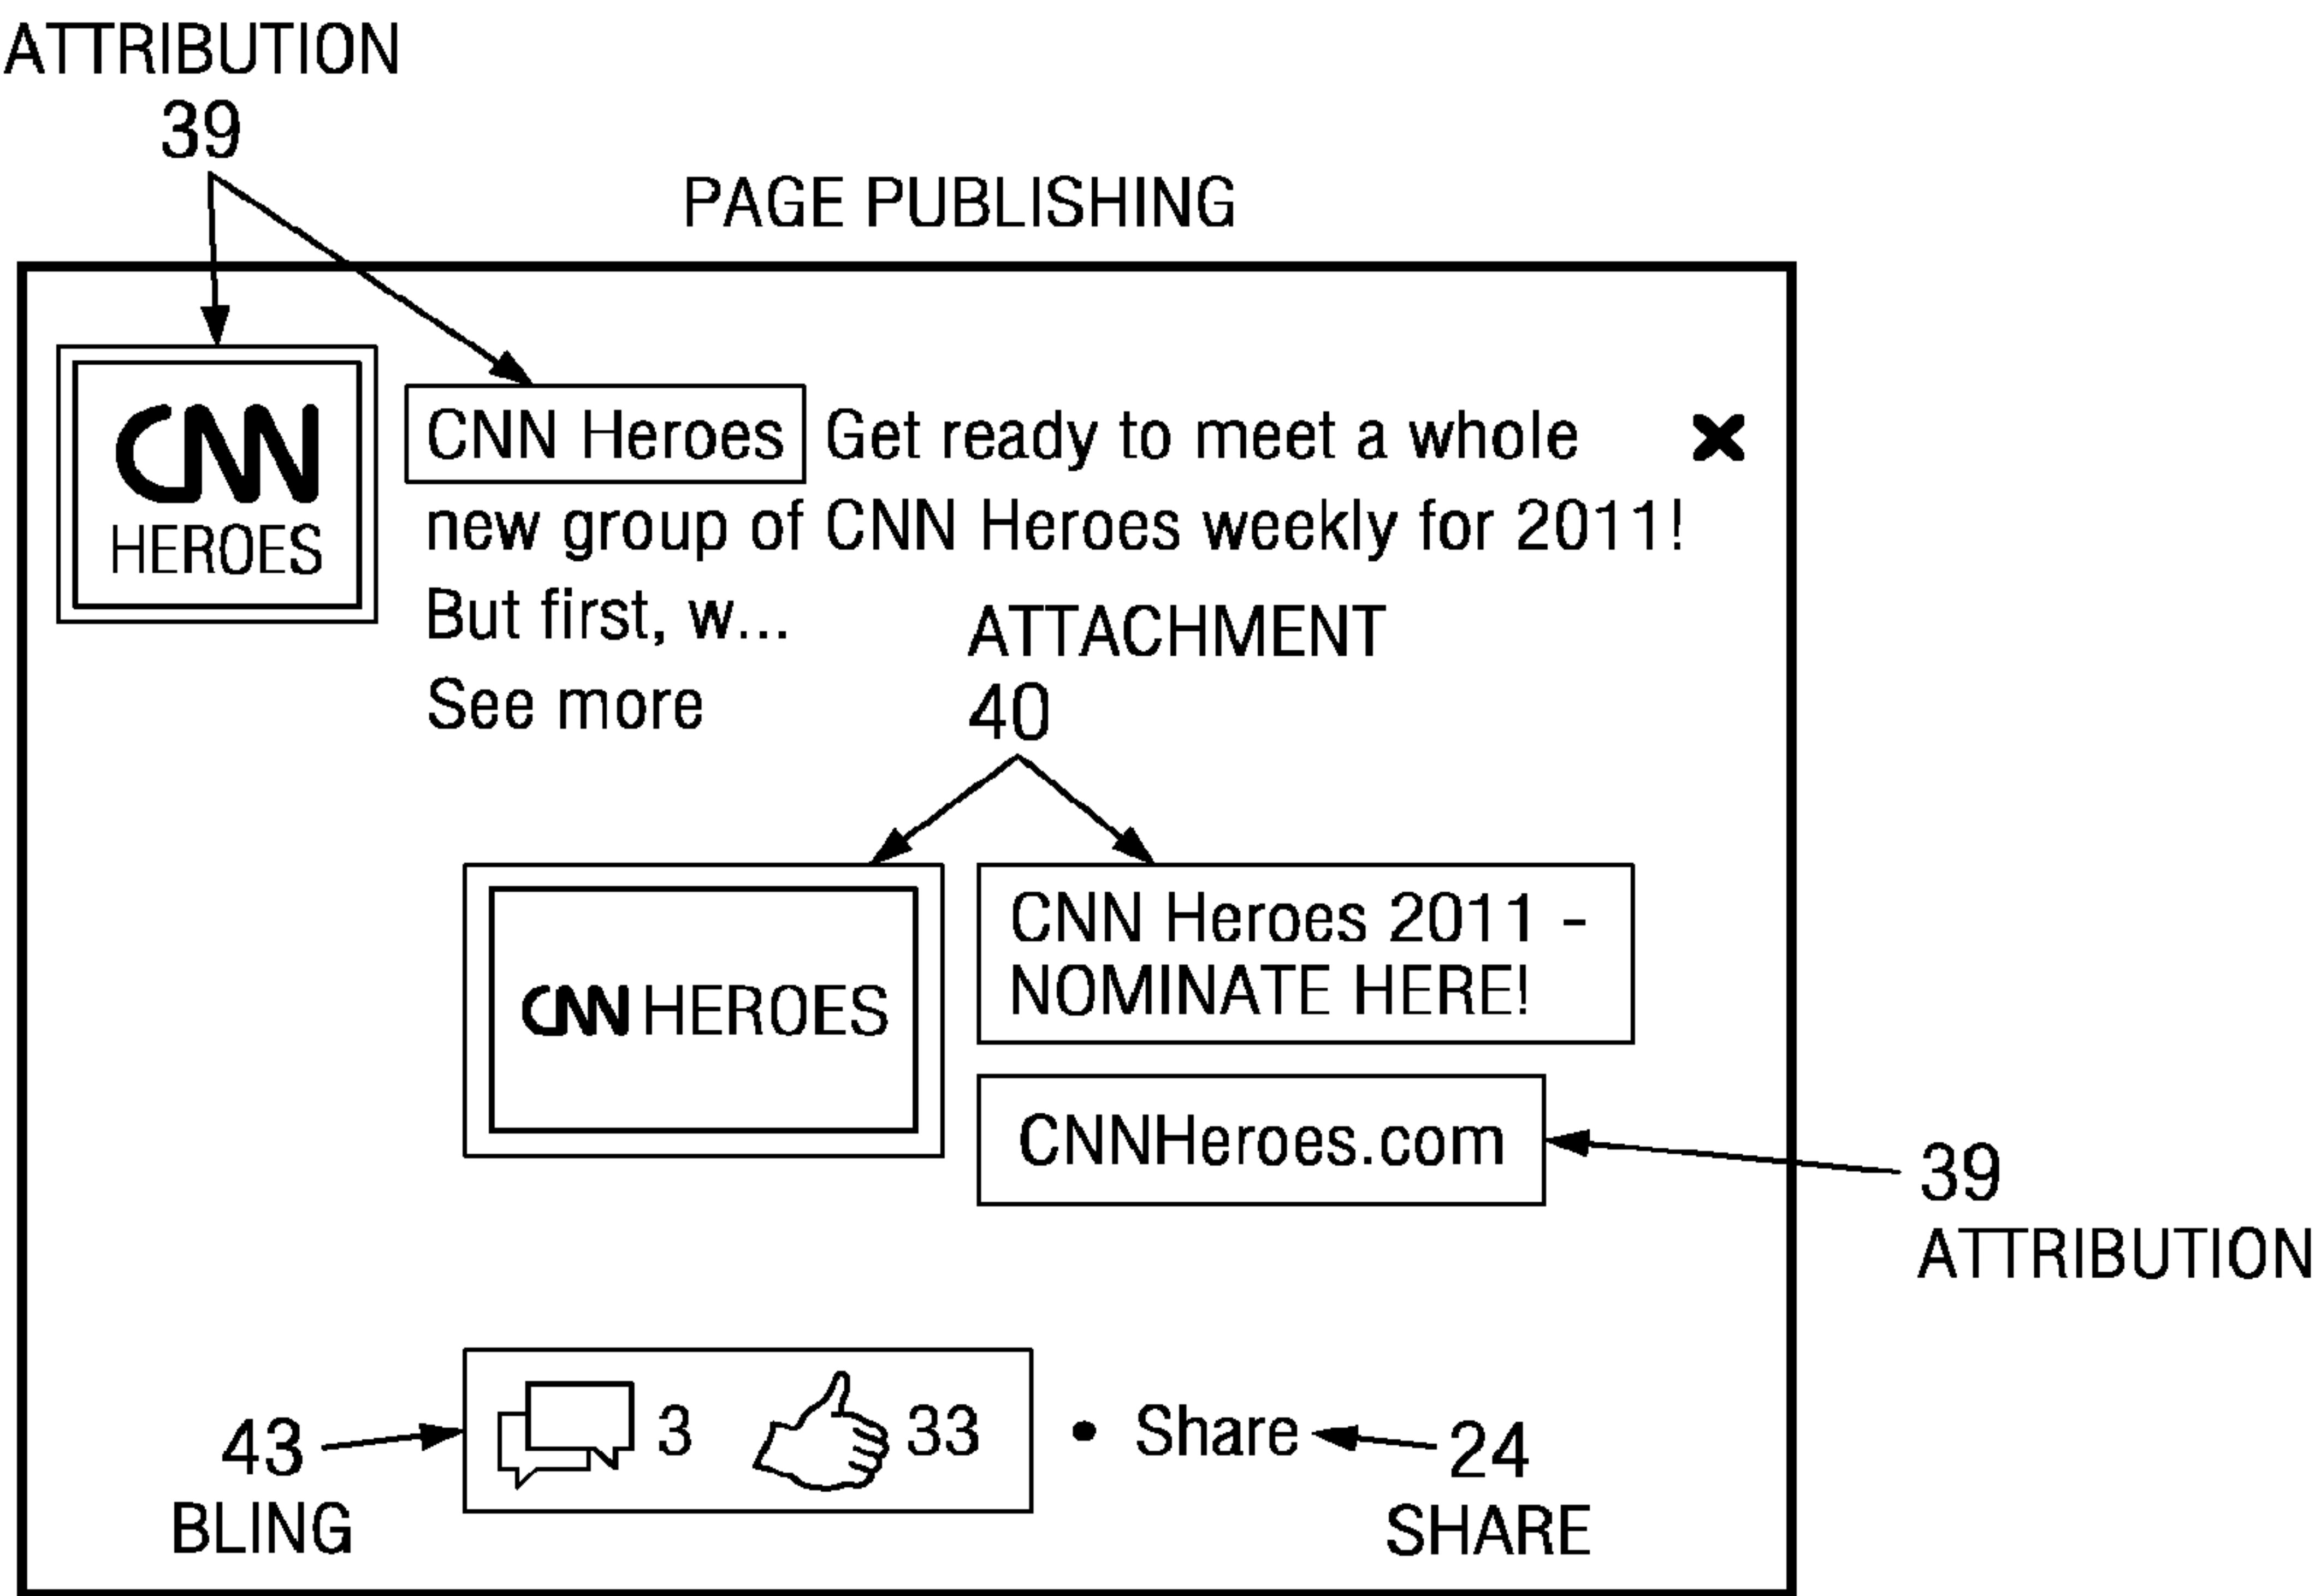 ATTRIBUTION
39
PAGE PUBLISHING
CNN
HEROES
CNN Heroes Get ready to meet a whole
new group of CNN Heroes weekly for 2011!
But first, w...
See more
ATTACHMENT
40
CNN HEROES
CNN Heroes 2011 -
NOMINATE HERE!
CNNHeroes.com
39
ATTRIBUTION
43
BLING
3 33 • Share
24
SHARE